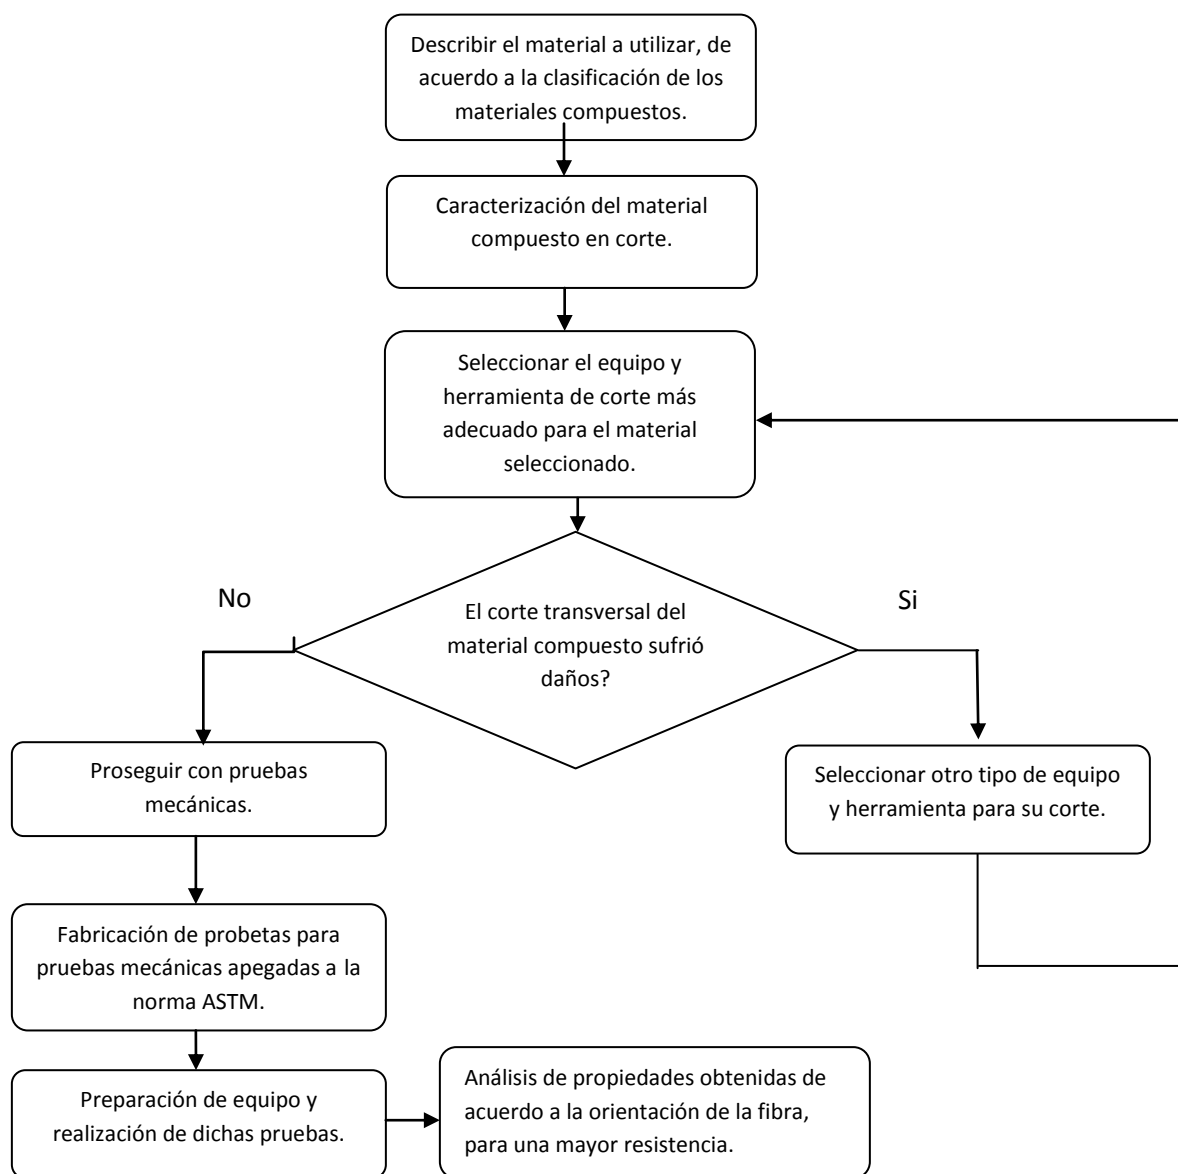 Describir el material a utilizar, de
acuerdo a la clasificación de los
materiales compuestos.
Caracterización del material
compuesto en corte.
Seleccionar el equipo y
herramienta de corte más
adecuado para el material
seleccionado.
No
Si
El corte transversal del
material compuesto sufrió
daños?
Proseguir con pruebas
mecánicas.
Seleccionar otro tipo de equipo
y herramienta para su corte.
Fabricación de probetas para
pruebas mecánicas apegadas a la
norma ASTM.
Preparación de equipo y
realización de dichas pruebas.
Análisis de propiedades obtenidas de
acuerdo a la orientación de la fibra,
para una mayor resistencia.